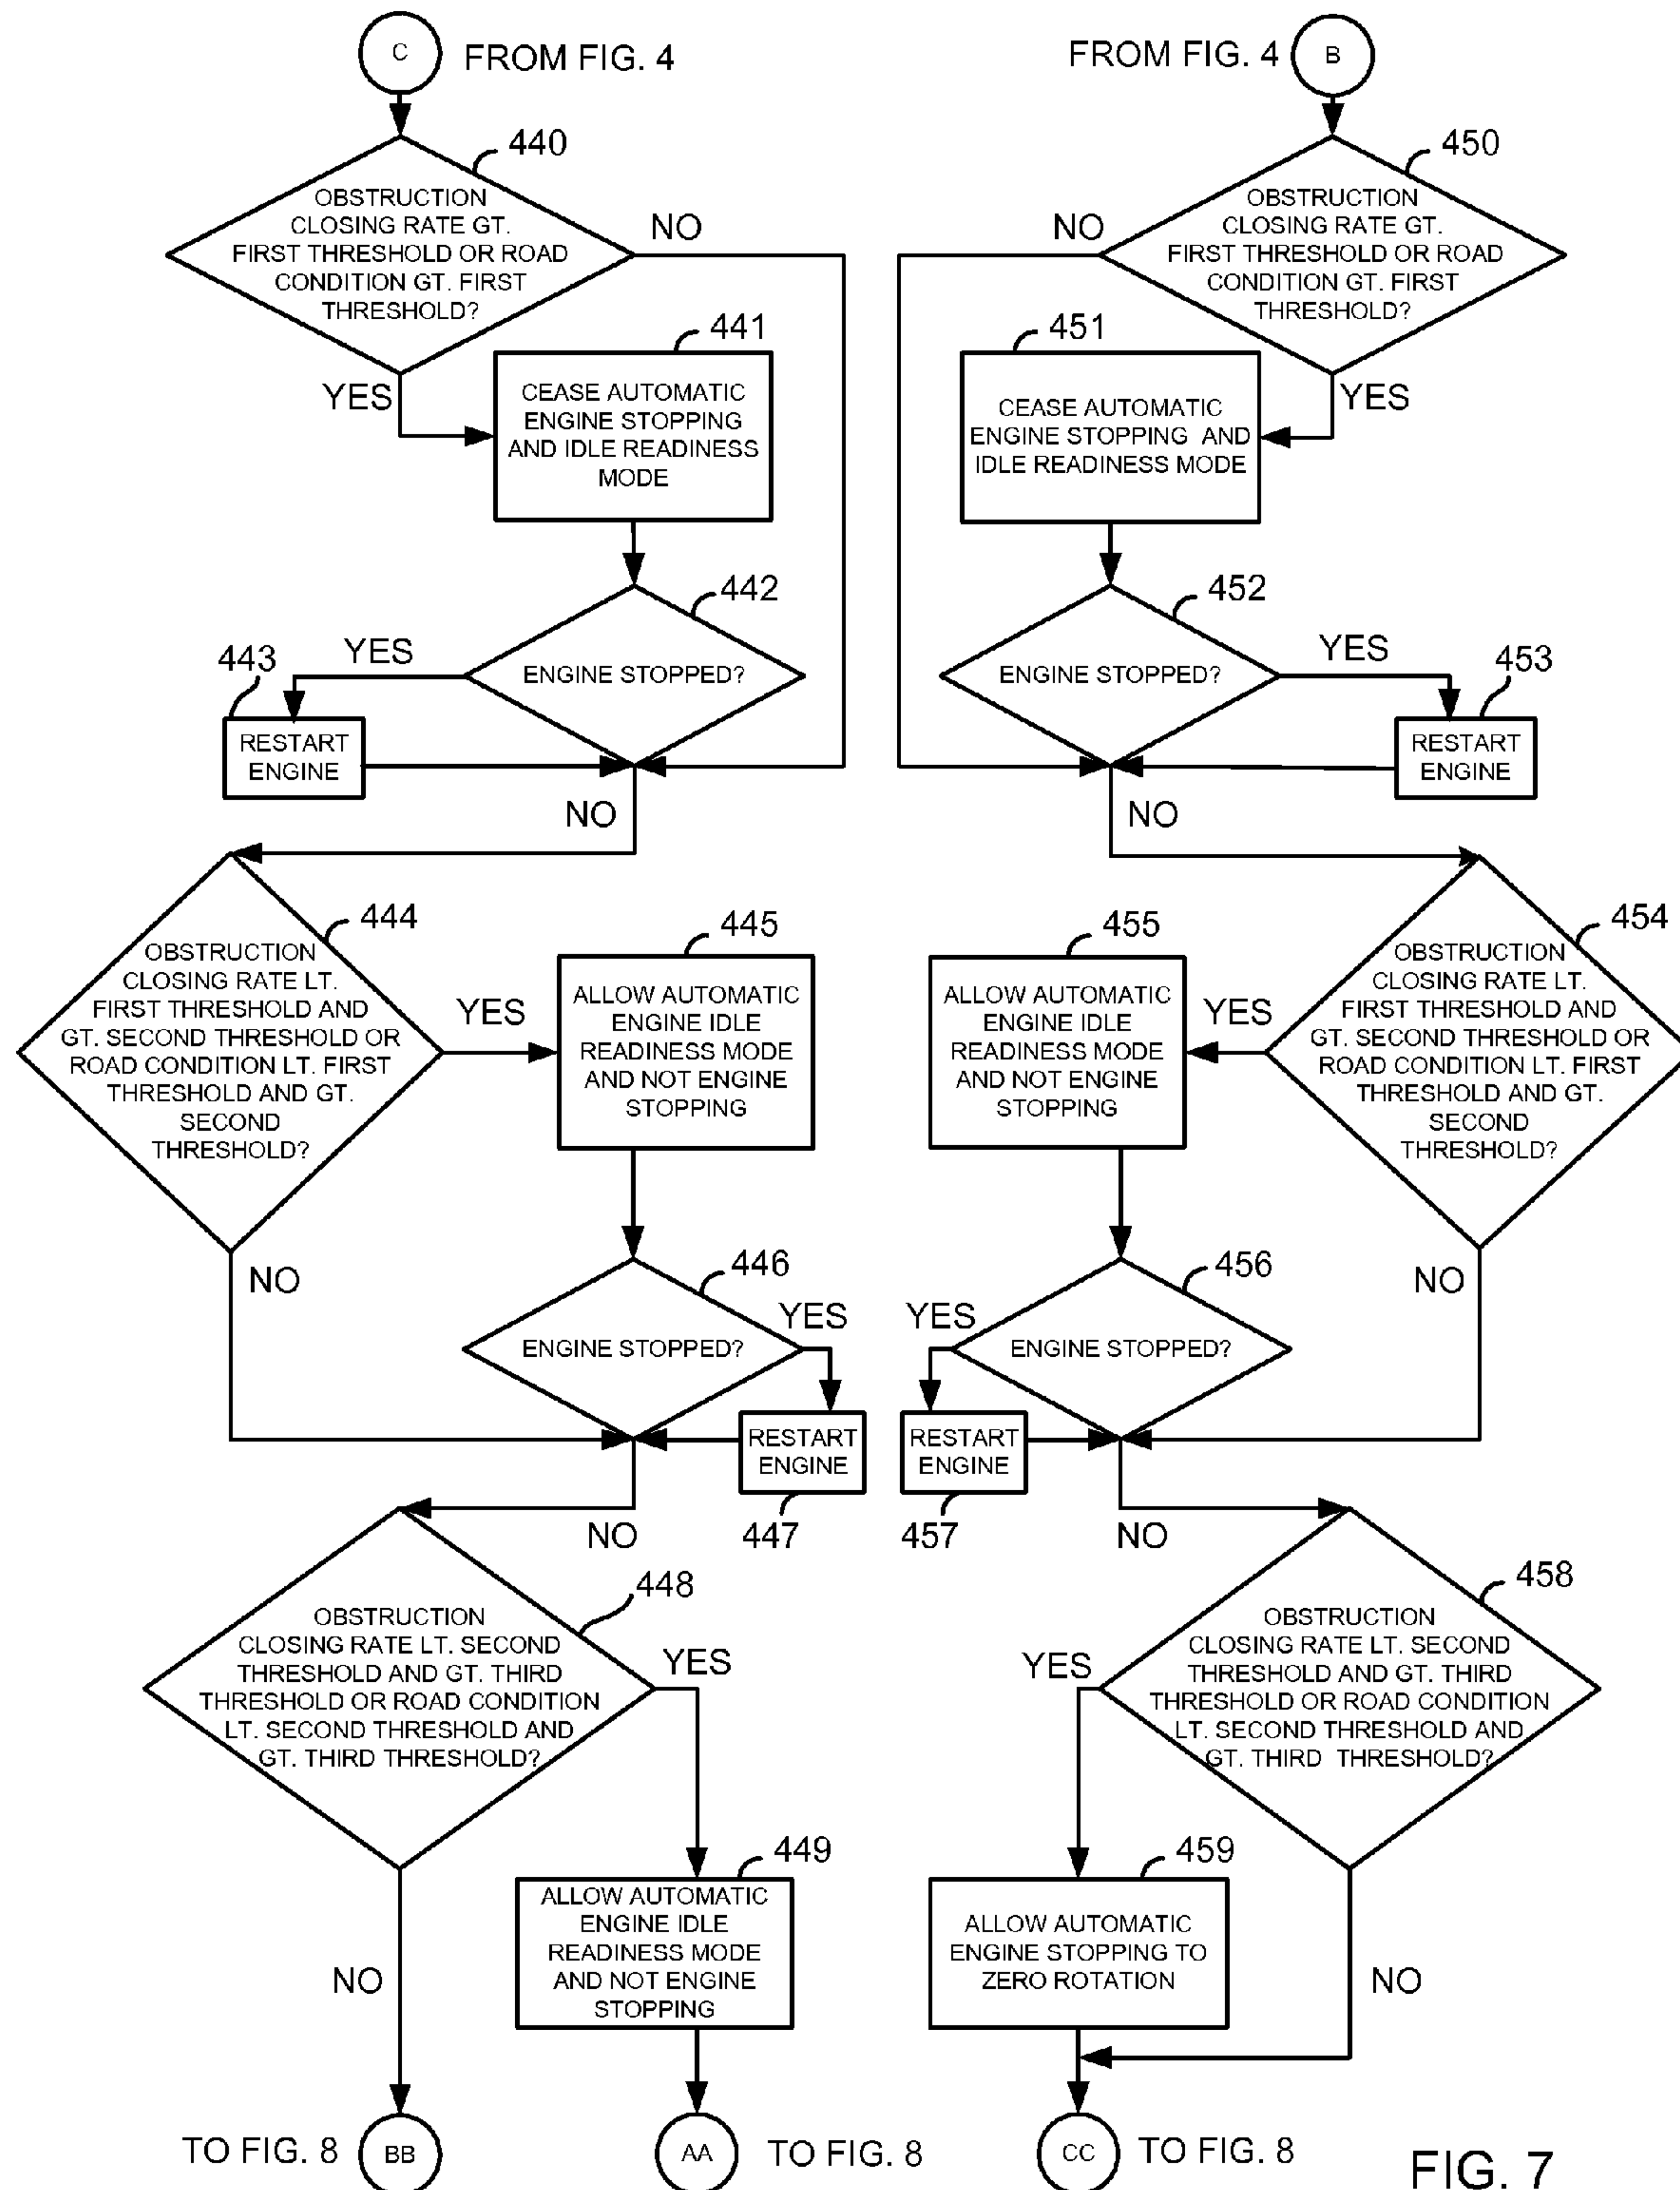 C
FROM FIG. 4
FROM FIG. 4
B
440
OBSTRUCTION
CLOSING RATE GT.
FIRST THRESHOLD OR ROAD
CONDITION GT. FIRST
THRESHOLD?
NO
YES
450
OBSTRUCTION
CLOSING RATE GT.
FIRST THRESHOLD OR ROAD
CONDITION GT. FIRST
THRESHOLD?
NO
YES
441
CEASE AUTOMATIC
ENGINE STOPPING
AND IDLE READINESS
MODE
451
CEASE AUTOMATIC
ENGINE STOPPING AND
IDLE READINESS MODE
442
ENGINE STOPPED?
YES
443
RESTART
ENGINE
NO
452
ENGINE STOPPED?
YES
453
RESTART
ENGINE
NO
444
OBSTRUCTION
CLOSING RATE LT.
FIRST THRESHOLD AND
GT. SECOND THRESHOLD OR
ROAD CONDITION LT. FIRST
THRESHOLD AND GT.
SECOND
THRESHOLD?
YES
NO
445
ALLOW AUTOMATIC
ENGINE IDLE
READINESS MODE
AND NOT ENGINE
STOPPING
455
ALLOW AUTOMATIC
ENGINE IDLE
READINESS MODE
AND NOT ENGINE
STOPPING
454
OBSTRUCTION
CLOSING RATE LT.
FIRST THRESHOLD AND
GT. SECOND THRESHOLD OR
ROAD CONDITION LT. FIRST
THRESHOLD AND GT.
SECOND
THRESHOLD?
YES
NO
446
ENGINE STOPPED?
YES
RESTART
ENGINE
447
NO
456
ENGINE STOPPED?
YES
RESTART
ENGINE
457
NO
448
OBSTRUCTION
CLOSING RATE LT. SECOND
THRESHOLD AND GT. THIRD
THRESHOLD OR ROAD CONDITION
LT. SECOND THRESHOLD AND
GT. THIRD THRESHOLD?
YES
NO
458
OBSTRUCTION
CLOSING RATE LT. SECOND
THRESHOLD AND GT. THIRD
THRESHOLD OR ROAD CONDITION
LT. SECOND THRESHOLD AND
GT. THIRD THRESHOLD?
YES
NO
449
ALLOW AUTOMATIC
ENGINE IDLE
READINESS MODE
AND NOT ENGINE
STOPPING
459
ALLOW AUTOMATIC
ENGINE STOPPING TO
ZERO ROTATION
TO FIG. 8
BB
AA
TO FIG. 8
CC
TO FIG. 8
FIG. 7